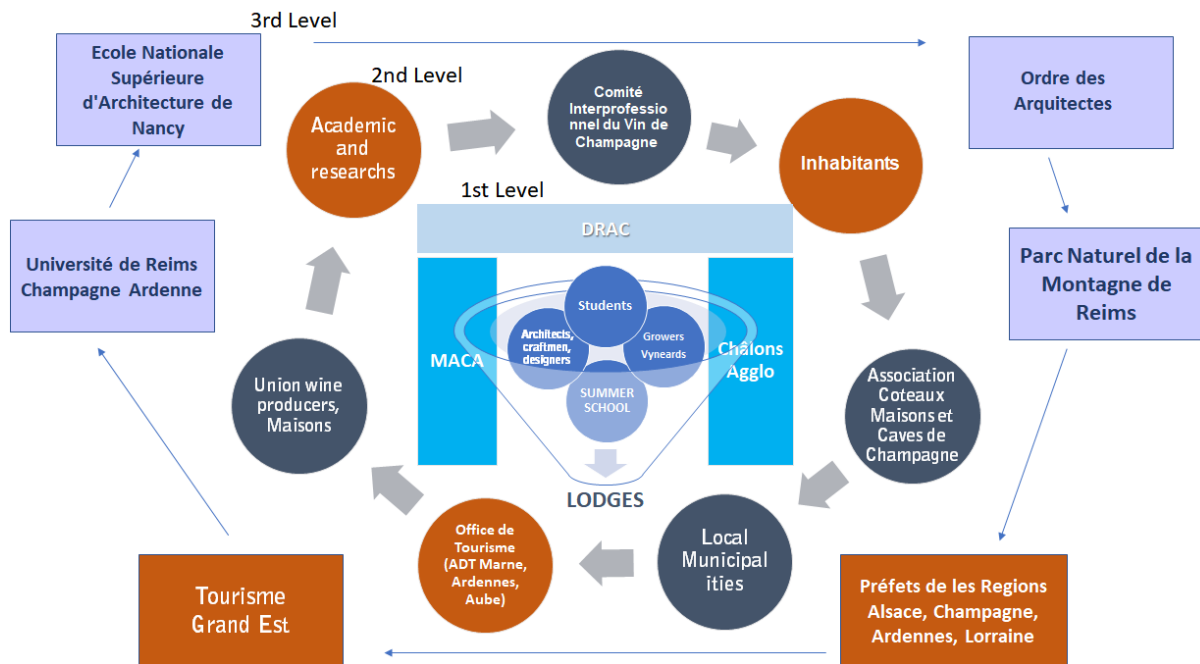 3rd Level
Ecole Nationale
Supérieure
d'Architecture de
Nancy
2nd Level
Comité
Interprofessio
nnel du Vin de
Champagne
Ordre des
Arquitectes
Academic
and
researchs
Inhabitants
1st Level
DRAC
Université de Reims
Champagne Ardenne
Parc Naturel de la
Montagne de
Reims
Students
Architects,
craftmen,
designers
Growers
Vyneards
MACA
Châlons
Agglo
SUMMER
SCHOOL
Union wine
producers,
Maisons
Association
Coteaux
Maisons et
Caves de
Champagne
LODGES
Office de
Tourisme
(ADT Marne,
Ardennes,
Aube)
Local
Municipal
ities
Tourisme
Grand Est
Préfets de les Regions
Alsace, Champagne,
Ardennes, Lorraine